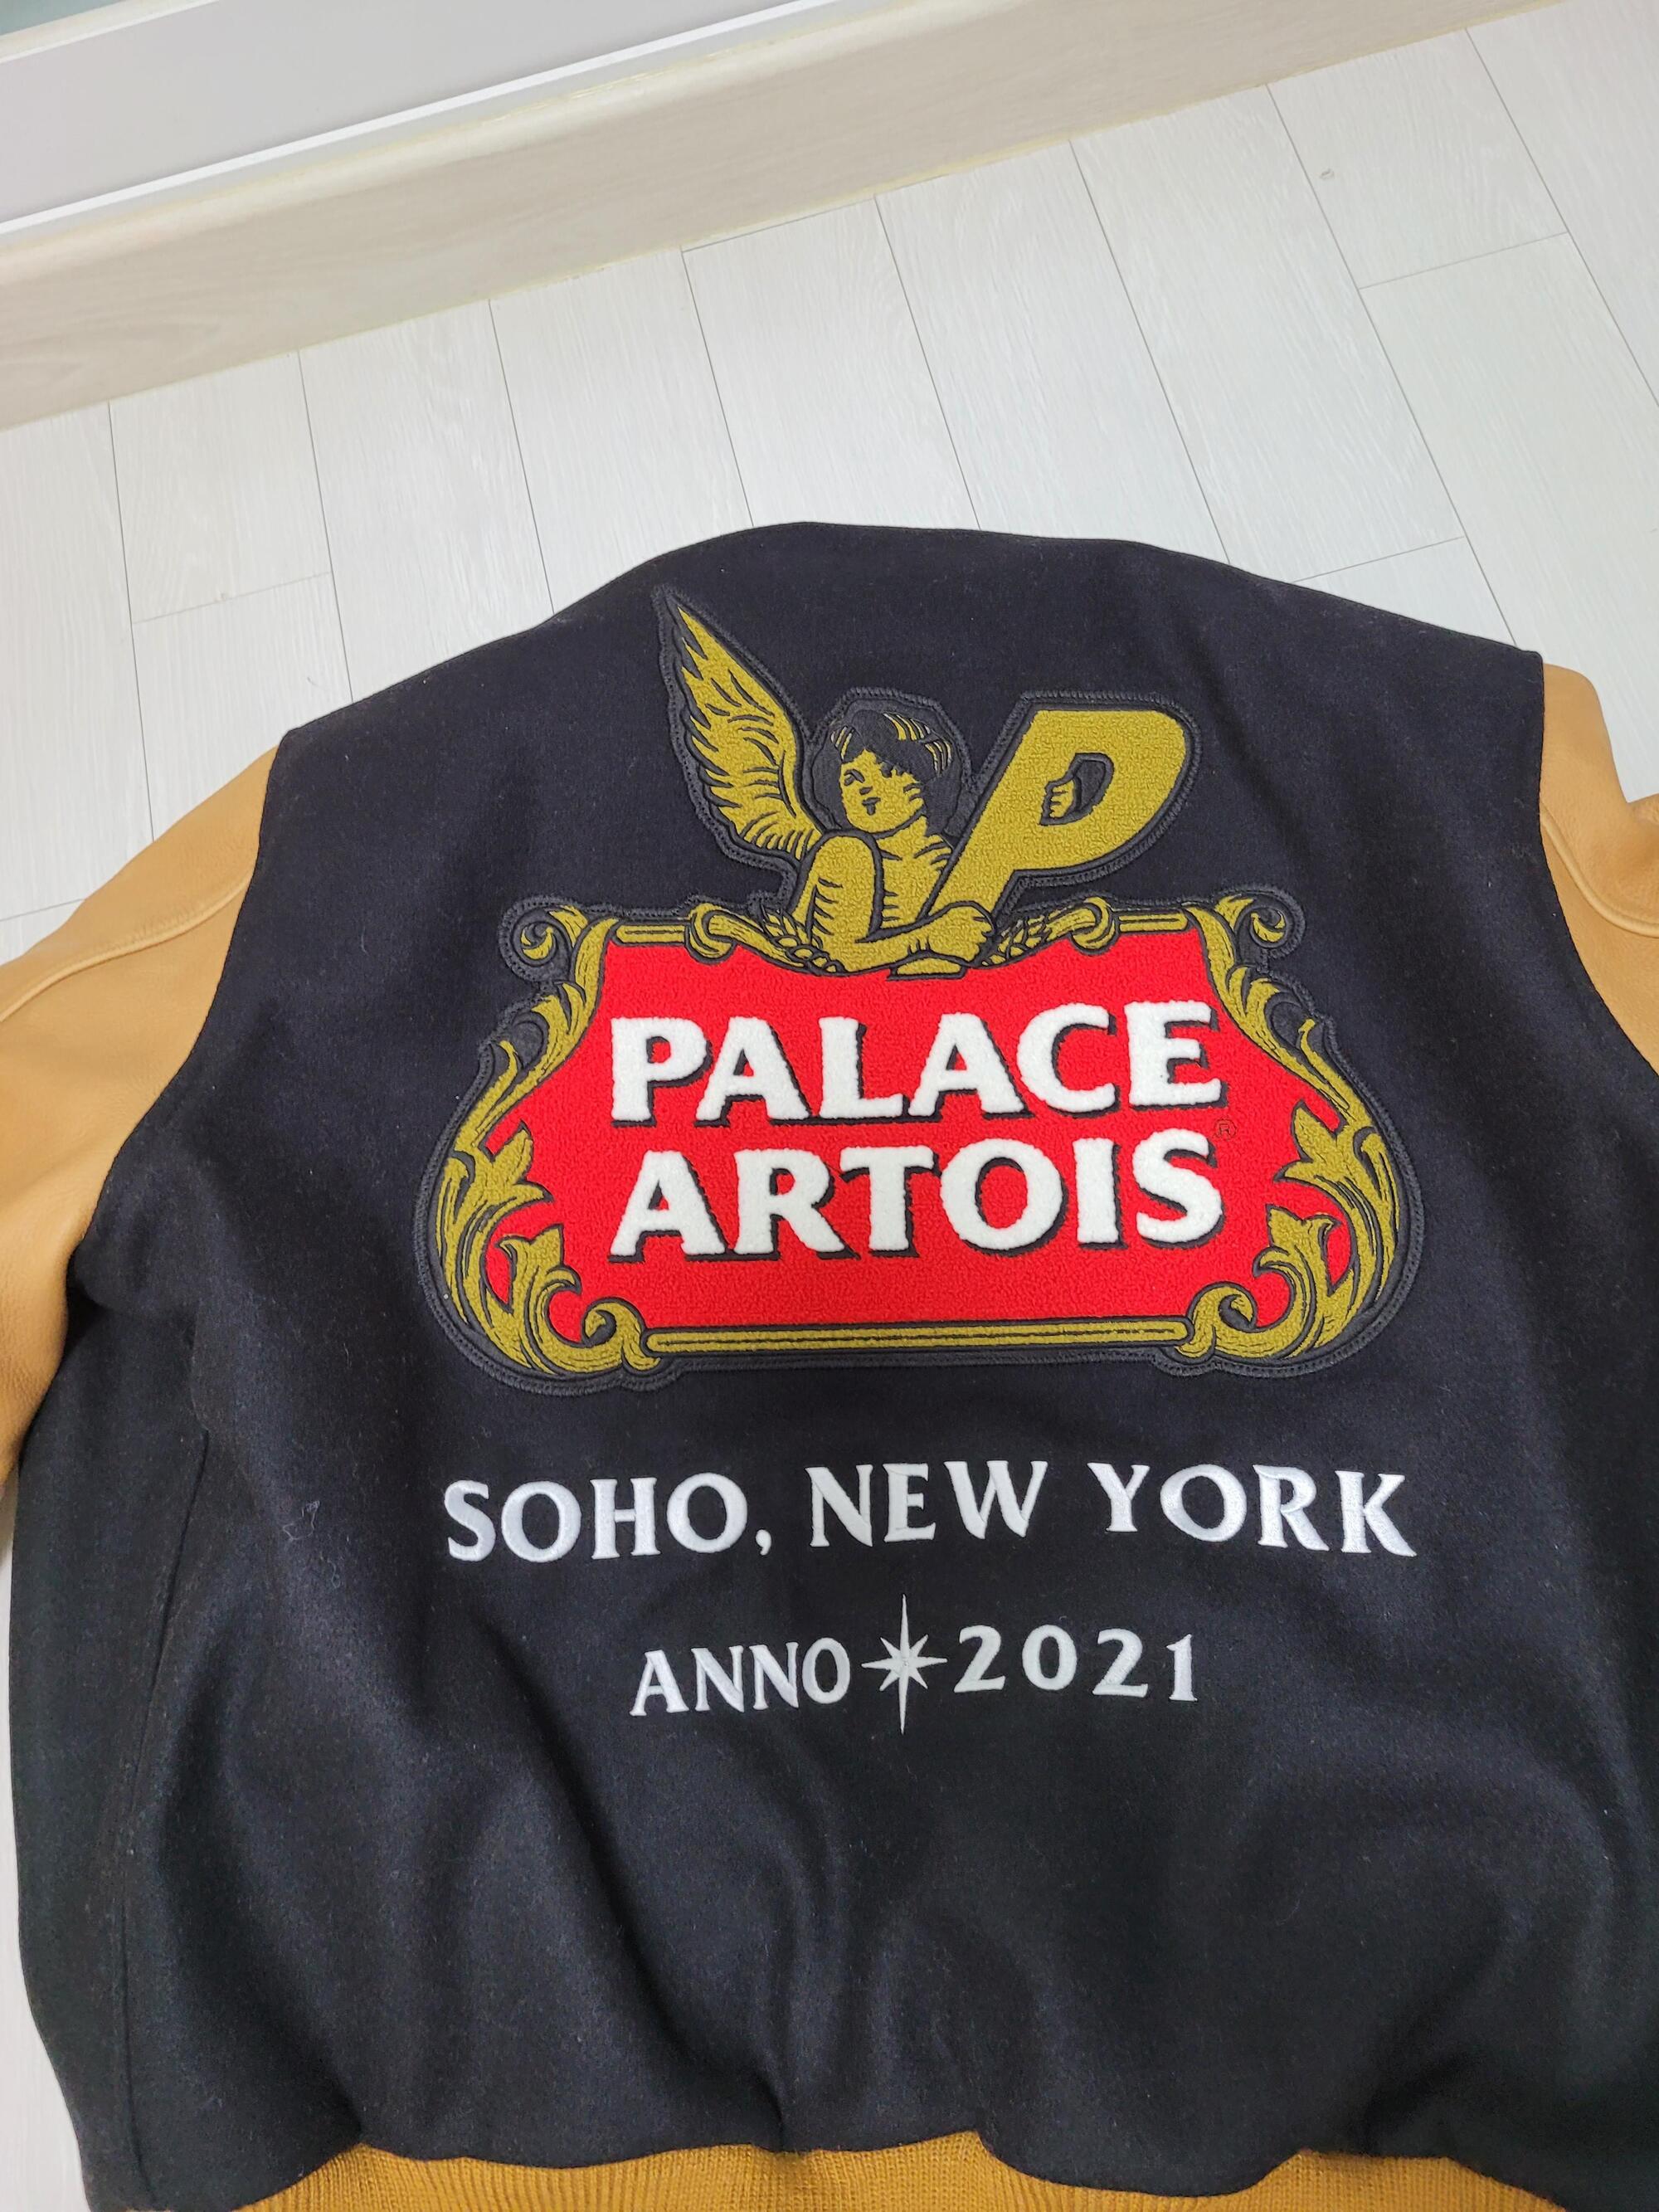 P
PALACE
ARTOIS®
SOHO, NEW YORK
ANNO 2021